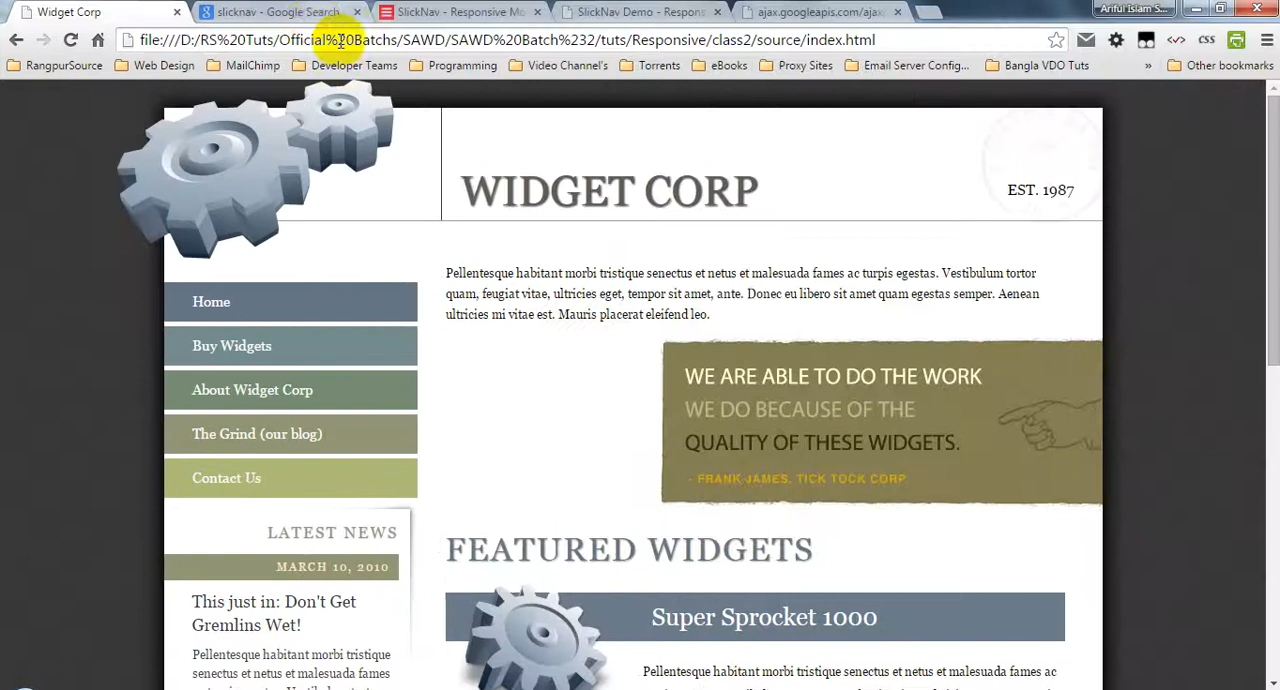 Widget Corp
slicknav - Google Search
SlickNav - Responsive Mo
SlickNav Demo - Respons
ajax.googleapis.com/ajax
Ariful Islam S...
file:///D:/RS%20Tuts/Official%20Batchs/SAWD/SAWD%20Batch%232/tuts/Responsive/class2/source/index.html
CSS
RangpurSource
Web Design
MailChimp
Developer Teams
Programming
Video Channel's
Torrents
eBooks
Proxy Sites
Email Server Config...
Bangla VDO Tuts
»
Other bookmarks
WIDGET CORP
EST. 1987
Pellentesque habitant morbi tristique senectus et netus et malesuada fames ac turpis egestas. Vestibulum tortor
quam, feugiat vitae, ultricies eget, tempor sit amet, ante. Donec eu libero sit amet quam egestas semper. Aenean
ultricies mi vitae est. Mauris placerat eleifend leo.
Home
Buy Widgets
About Widget Corp
The Grind (our blog)
Contact Us
WE ARE ABLE TO DO THE WORK
WE DO BECAUSE OF THE
QUALITY OF THESE WIDGETS.
- FRANK JAMES, TICK TOCK CORP
LATEST NEWS
MARCH 10, 2010
This just in: Don't Get
Gremlins Wet!
Pellentesque habitant morbi tristique
senectus et netus et malesuada fames
FEATURED WIDGETS
Super Sprocket 1000
Pellentesque habitant morbi tristique senectus et netus et malesuada fames ac